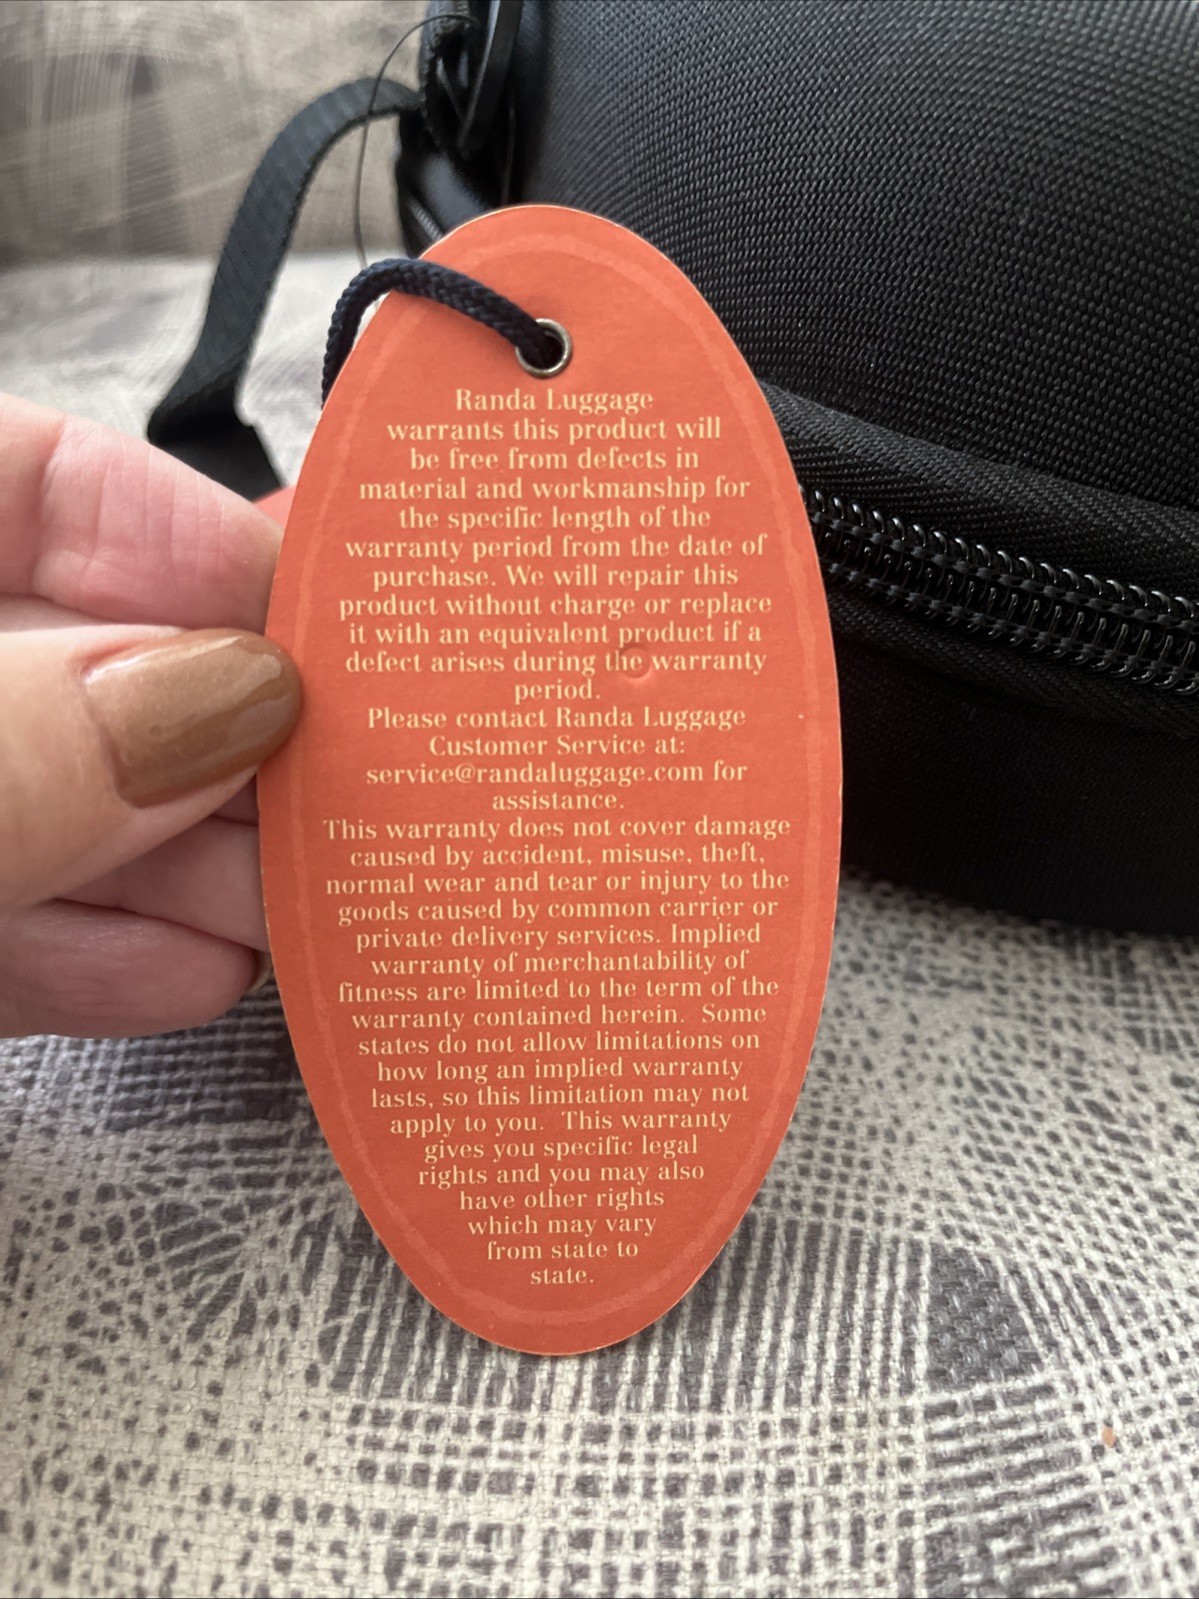 Randa Luggage
warrants this product will
be free from defects in
material and workmanship for
the specific length of the
warranty period from the date of
purchase. We will repair this
product without charge or replace
it with an equivalent product if a
defect arises during the warranty
period.
Please contact Randa Luggage
Customer Service at:
service@randaluggage.com for
assistance.
This warranty does not cover damage
caused by accident, misuse, theft,
normal wear and tear or injury to the
goods caused by common carrier or
private delivery services. Implied
warranty of merchantability of
fitness are limited to the term of the
warranty contained herein. Some
states do not allow limitations on
how long an implied warranty
lasts, so this limitation may not
apply to you. This warranty
gives you specific legal
rights and you may also
have other rights
which may vary
from state to
state.